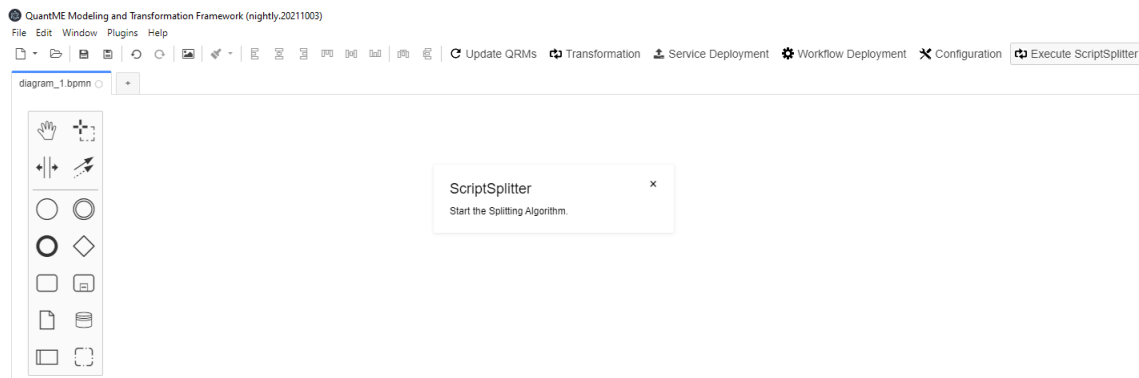 QuantME Modeling and Transformation Framework (nightly.20211003)
File Edit Window Plugins Help
Update QRMs Transformation Service Deployment Workflow Deployment Configuration Execute ScriptSplitter
diagram_1.bpmn +
ScriptSplitter ×
Start the Splitting Algorithm.